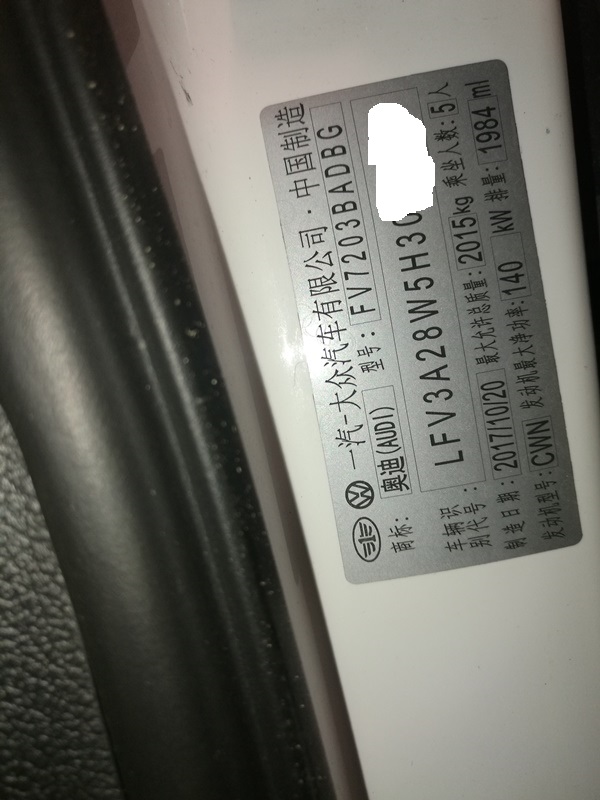 一汽-大众汽车有限公司·中国制造
商标: 奥迪(AUDI) 型号: FV7203BADBG
车辆识别代号: LFV3A28W5H3
制造日期: 2017/10/20 最大允许总质量: 2015kg 乘坐人数: 5人
发动机型号: CWN 发动机最大净功率: 140 kW 排量: 1984 ml